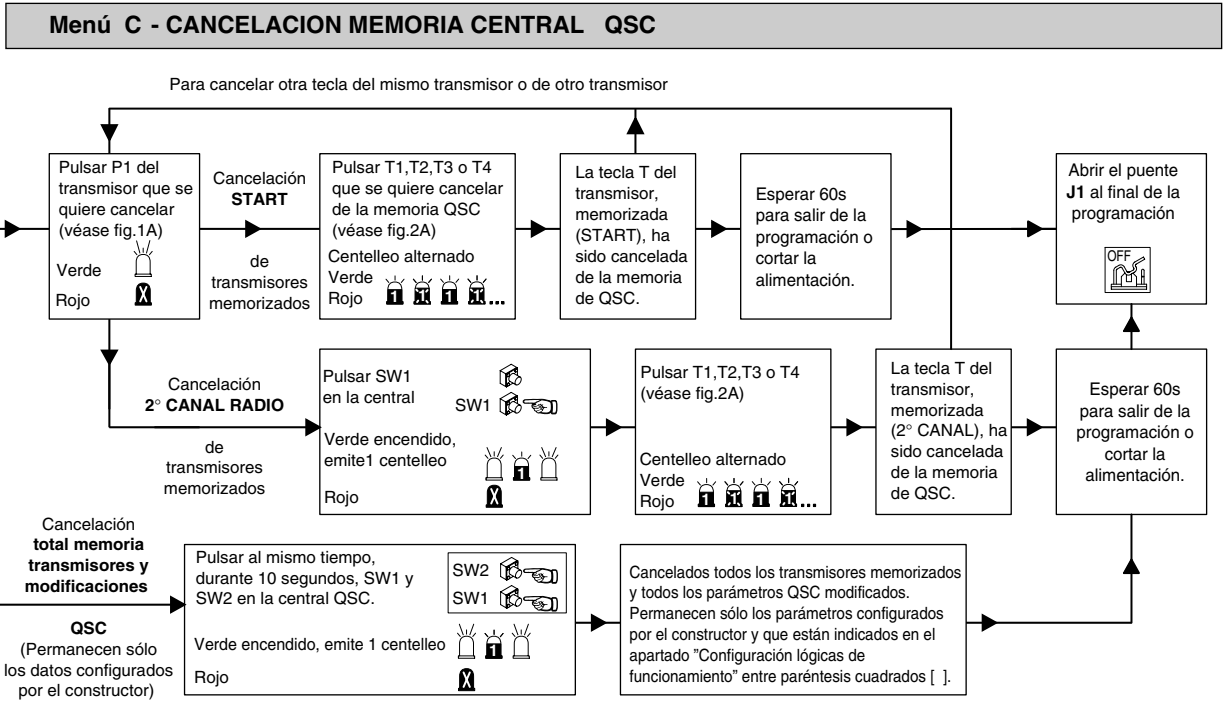 Menú C - CANCELACION MEMORIA CENTRAL QSC
Para cancelar otra tecla del mismo transmisor o de otro transmisor
Pulsar P1 del
transmisor que se
quiere cancelar
(véase fig.1A)
Verde
Rojo
X
Cancelación
START
de
transmisores
memorizados
Pulsar T1,T2,T3 o T4
que se quiere cancelar
de la memoria QSC
(véase fig.2A)
Centelleo alternado
Verde
Rojo
1 1 1 1 ...
La tecla T del
transmisor,
memorizada
(START), ha
sido cancelada
de la memoria
de QSC.
Esperar 60s
para salir de la
programación o
cortar la
alimentación.
Abrir el puente
J1 al final de la
programación
OFF
Cancelación
2° CANAL RADIO
de
transmisores
memorizados
Pulsar SW1
en la central
SW1
Verde encendido,
emite1 centelleo
1
Rojo
X
Pulsar T1,T2,T3 o T4
(véase fig.2A)
Centelleo alternado
Verde
Rojo
1 1 1 1 ...
La tecla T del
transmisor,
memorizada
(2° CANAL), ha
sido cancelada
de la memoria
de QSC.
Esperar 60s
para salir de la
programación o
cortar la
alimentación.
Cancelación
total memoria
transmisores y
modificaciones
QSC
(Permanecen sólo
los datos configurados
por el constructor)
Pulsar al mismo tiempo,
durante 10 segundos, SW1 y
SW2 en la central QSC.
SW2
SW1
Verde encendido, emite 1 centelleo
1
Rojo
X
Cancelados todos los transmisores memorizados
y todos los parámetros QSC modificados.
Permanecen sólo los parámetros configurados
por el constructor y que están indicados en el
apartado ”Configuración lógicas de
funcionamiento” entre paréntesis cuadrados [ ].